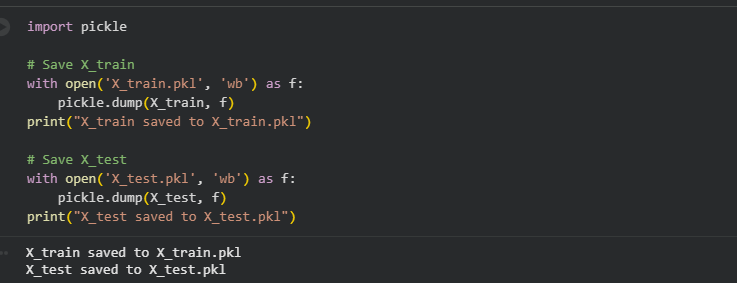 import pickle
# Save X_train
with open('X_train.pkl', 'wb') as f:
    pickle.dump(X_train, f)
print("X_train saved to X_train.pkl")
# Save X_test
with open('X_test.pkl', 'wb') as f:
    pickle.dump(X_test, f)
print("X_test saved to X_test.pkl")
X_train saved to X_train.pkl
X_test saved to X_test.pkl